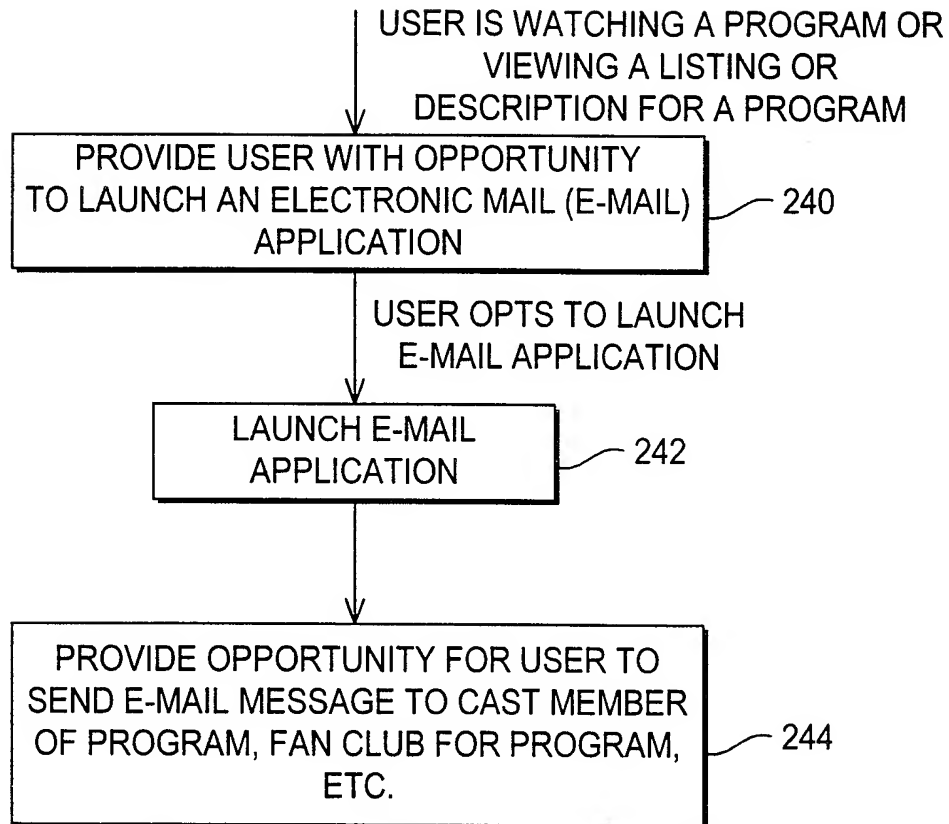 USER IS WATCHING A PROGRAM OR
VIEWING A LISTING OR
DESCRIPTION FOR A PROGRAM
PROVIDE USER WITH OPPORTUNITY
TO LAUNCH AN ELECTRONIC MAIL (E-MAIL)
APPLICATION
240
USER OPTS TO LAUNCH
E-MAIL APPLICATION
LAUNCH E-MAIL
APPLICATION
242
PROVIDE OPPORTUNITY FOR USER TO
SEND E-MAIL MESSAGE TO CAST MEMBER
OF PROGRAM, FAN CLUB FOR PROGRAM,
ETC.
244